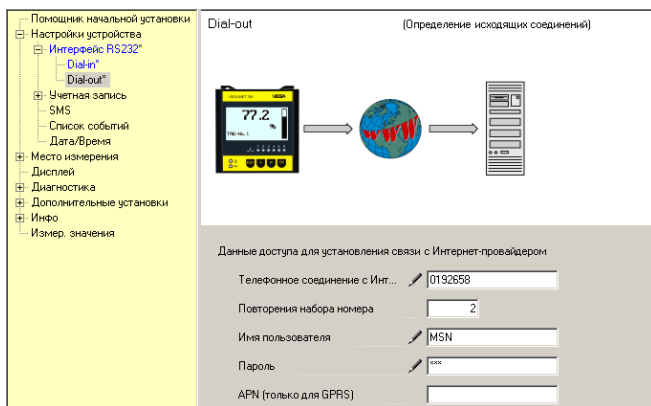 Помощник начальной установки
Настройки устройства
Интерфейс RS232*
Dial-in*
Dial-out*
Учетная запись
SMS
Список событий
Дата/Время
Место измерения
Дисплей
Диагностика
Дополнительные установки
Инфо
Измер. значения
Dial-out
(Определение исходящих соединений)
VEGA
77.2
%
TAG-No. 1
www
Данные доступа для установления связи с Интернет-провайдером
Телефонное соединение с Инт... 0192658
Повторения набора номера 2
Имя пользователя MSN
Пароль ***
APN (только для GPRS)